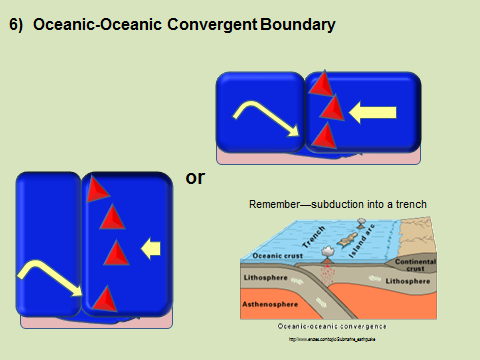 6) Oceanic-Oceanic Convergent Boundary
or
Remember—subduction into a trench
Trench
Island arc
Oceanic crust
Continental
crust
Lithosphere
Lithosphere
Asthenosphere
Oceanic-oceanic convergence